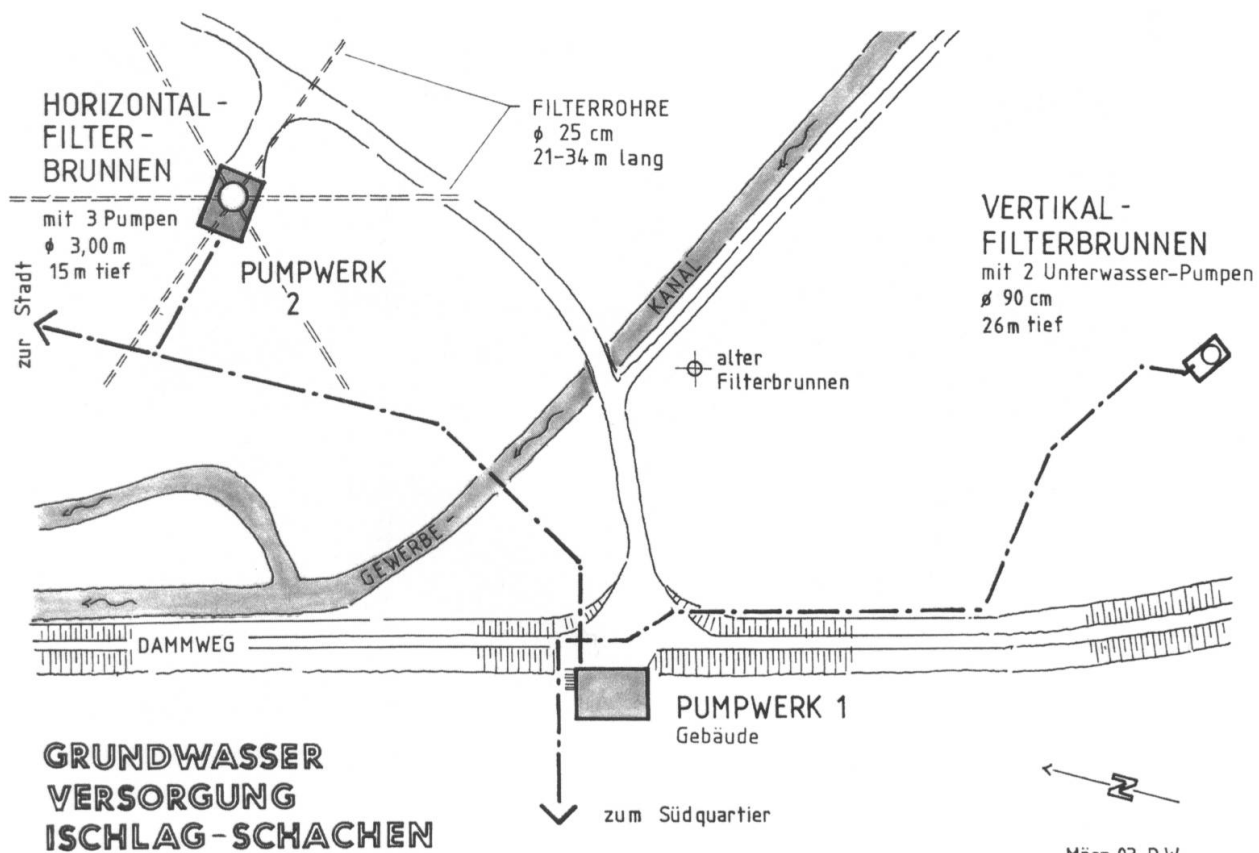 HORIZONTAL-
FILTER-
BRUNNEN
mit 3 Pumpen
ϕ 3,00 m
15 m tief
PUMPWERK
2
zur Stadt
FILTERROHRE
ϕ 25 cm
21-34 m lang
KANAL
GEWERBE-
alter
Filterbrunnen
VERTIKAL-
FILTERBRUNNEN
mit 2 Unterwasser-Pumpen
ϕ 90 cm
26m tief
DAMMWEG
PUMPWERK 1
Gebäude
zum Südquartier
N
GRUNDWASSER
VERSORGUNG
ISCHLAG-SCHACHEN